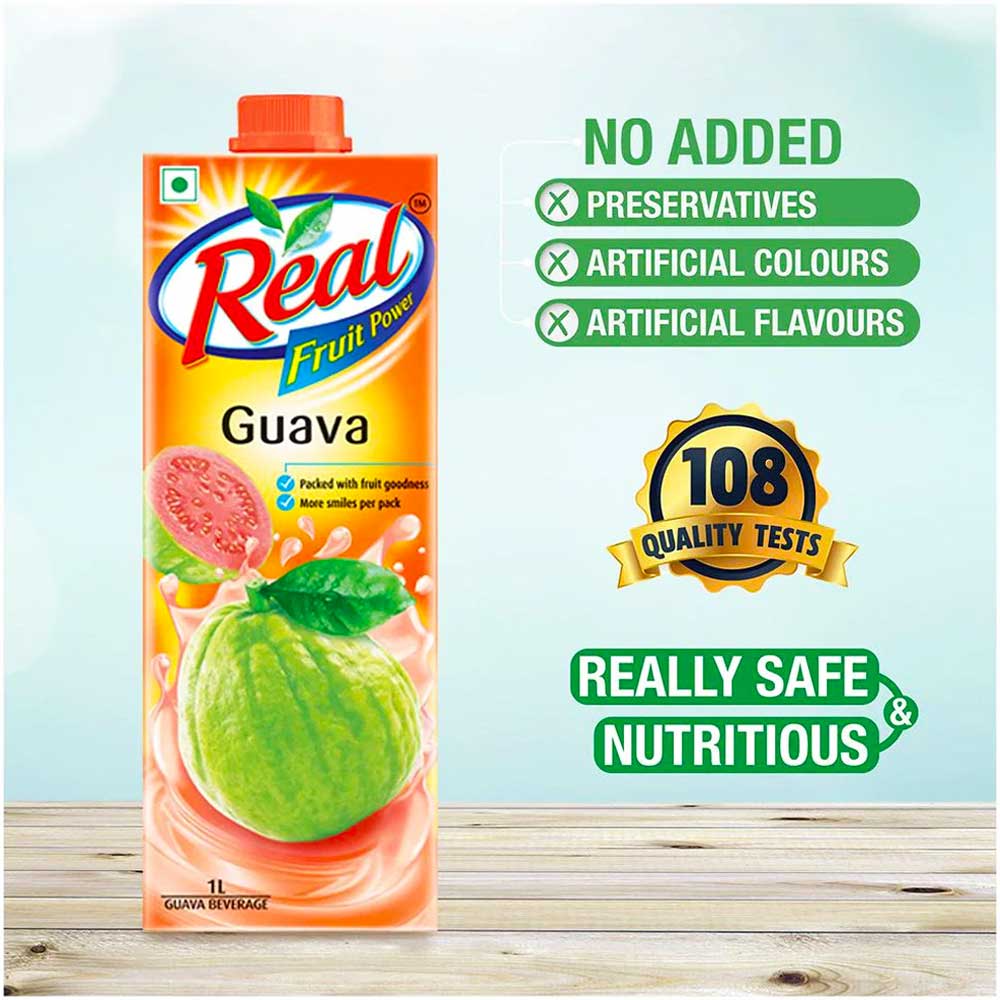 Real
TM
Fruit Power
Guava
Packed with fruit goodness
More smiles per pack
1L
GUAVA BEVERAGE
NO ADDED
PRESERVATIVES
ARTIFICIAL COLOURS
ARTIFICIAL FLAVOURS
108
QUALITY TESTS
REALLY SAFE
&
NUTRITIOUS